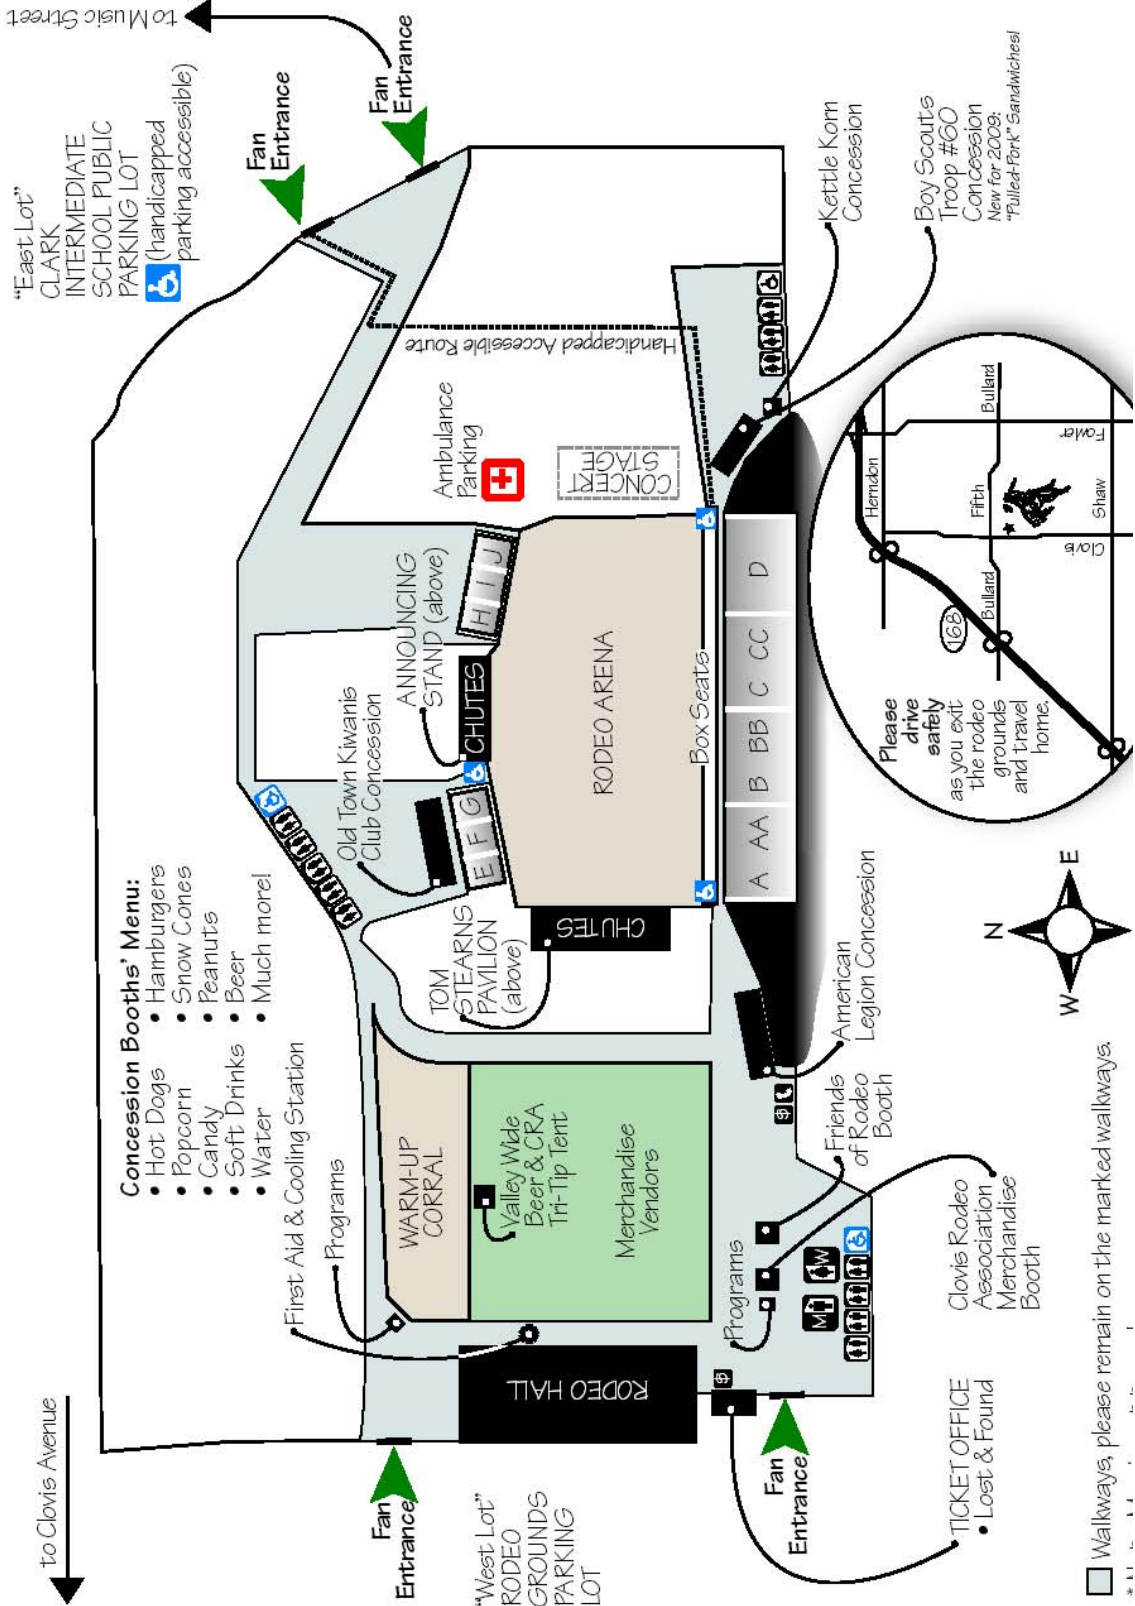 to Clovis Avenue
to Music Street
"East Lot"
CLARK
INTERMEDIATE
SCHOOL PUBLIC
PARKING LOT
(handicapped
parking accessible)
Fan
Entrance
Fan
Entrance
Concession Booths' Menu:
• Hot Dogs
• Popcorn
• Candy
• Soft Drinks
• Water
• Hamburgers
• Snow Cones
• Peanuts
• Beer
• Much more!
First Aid & Cooling Station
Programs
Old Town Kiwanis
Club Concession
ANNOUNCING
STAND (above)
Ambulance
Parking
Handicapped Accessible Route
CONCERT
STAGE
WARM-UP
CORRAL
TOM
STEARNS
PAVILION
(above)
E F G
CHUTES
H I J
CHUTES
RODEO ARENA
Box Seats
A AA B BB C CC D
Valley Wide
Beer & CRA
Tri-Tip Tent
Merchandise
Vendors
RODEO HALL
Fan
Entrance
"West Lot"
RODEO
GROUNDS
PARKING
LOT
Fan
Entrance
$
Programs
M W
$
TICKET OFFICE
• Lost & Found
Clovis Rodeo
Association
Merchandise
Booth
Friends
of Rodeo
Booth
American
Legion Concession
Kettle Korn
Concession
Boy Scouts
Troop #60
Concession
New for 2009:
"Pulled-Pork" Sandwiches!
Please
drive
safely
as you exit
the rodeo
grounds
and travel
home.
168
Herndon
Bullard
Fifth
Bullard
Shaw
Clovis
Fowler
N
W E
Walkways, please remain on the marked walkways.